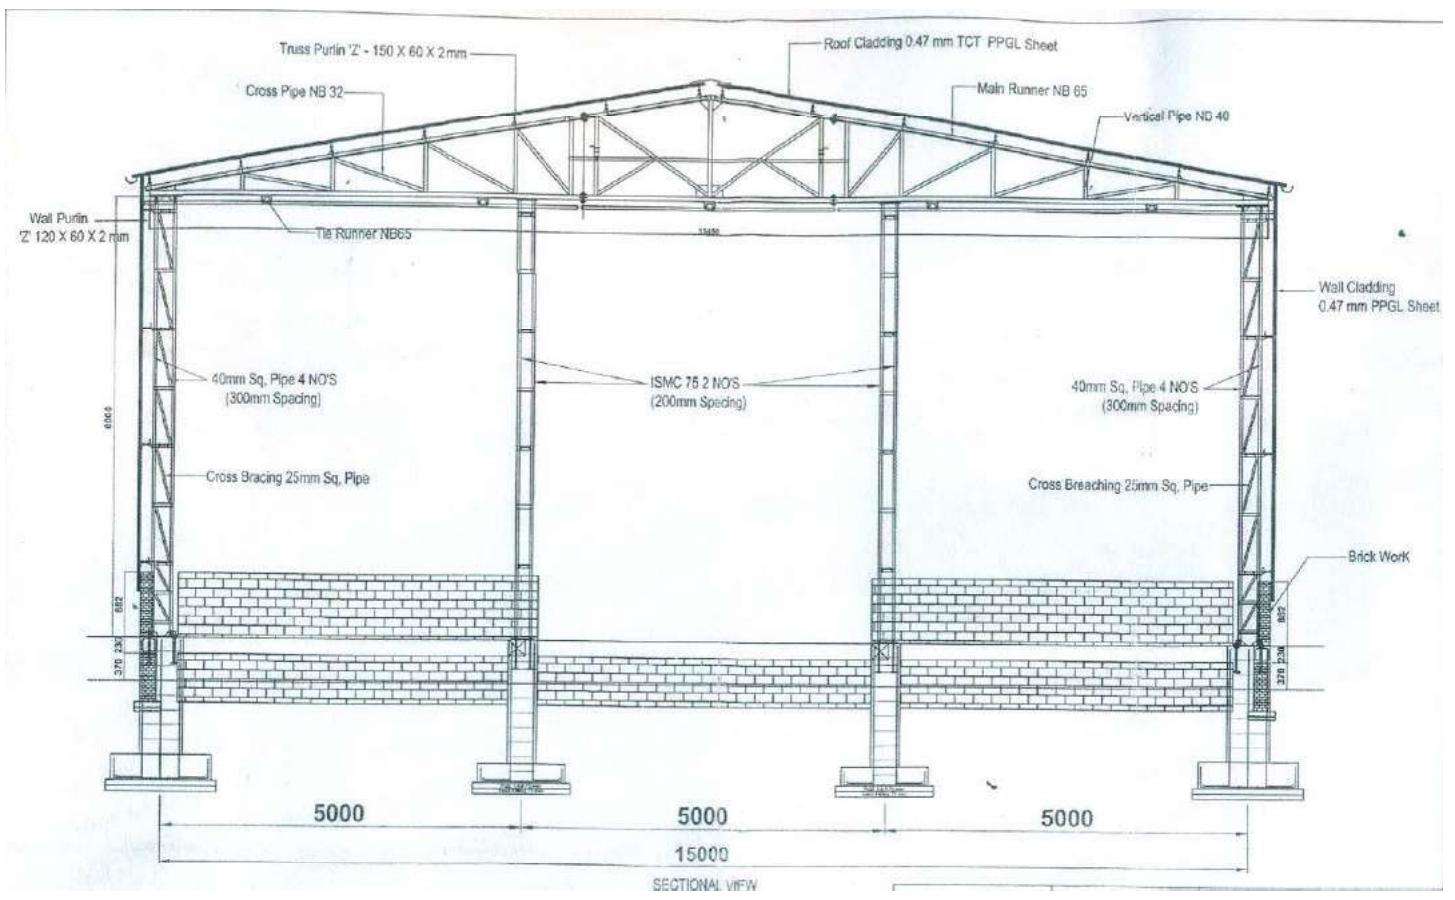 Truss Purlin 'Z' - 150 X 60 X 2mm
Roof Cladding 0.47 mm TCT PPGL Sheet
Cross Pipe NB 32
Main Runner NB 65
Vertical Pipe NB 40
Wall Purlin
'Z' 120 X 60 X 2 mm
Tie Runner NB65
Wall Cladding
0.47 mm PPGL Sheet
6000
40mm Sq, Pipe 4 NO'S
(300mm Spacing)
ISMC 75 2 NO'S
(200mm Spacing)
40mm Sq, Pipe 4 NO'S
(300mm Spacing)
Cross Bracing 25mm Sq, Pipe
Cross Breaching 25mm Sq, Pipe
Brick WorK
882
230
370
882
230
370
5000
5000
5000
15000
SECTIONAL VIEW